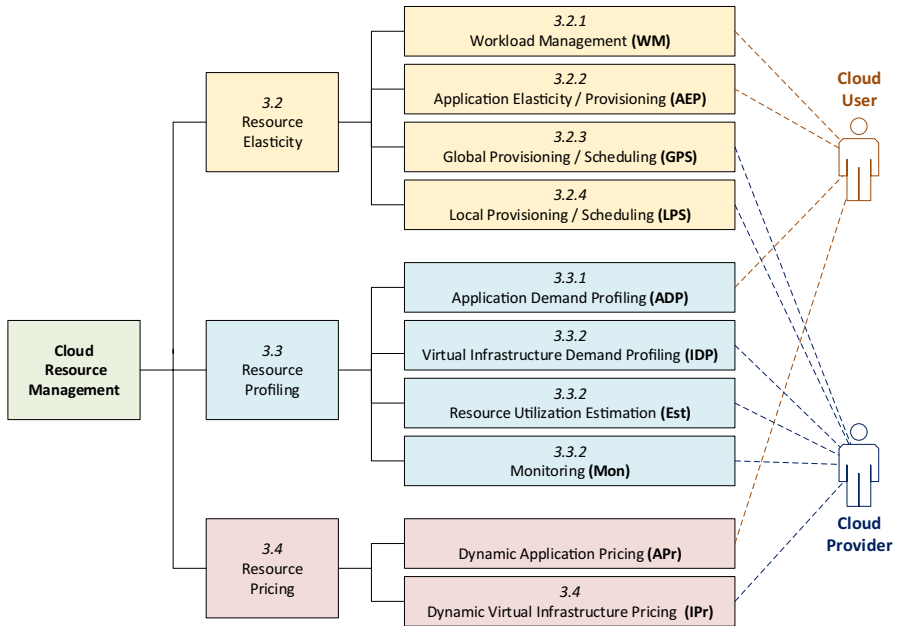 3.2.1
Workload Management (WM)
3.2.2
Application Elasticity / Provisioning (AEP)
3.2.3
Global Provisioning / Scheduling (GPS)
3.2.4
Local Provisioning / Scheduling (LPS)
3.2
Resource
Elasticity
Cloud
User
3.3.1
Application Demand Profiling (ADP)
3.3.2
Virtual Infrastructure Demand Profiling (IDP)
3.3.2
Resource Utilization Estimation (Est)
3.3.2
Monitoring (Mon)
3.3
Resource
Profiling
Cloud
Resource
Management
Cloud
Provider
3.4
Resource
Pricing
Dynamic Application Pricing (APr)
3.4
Dynamic Virtual Infrastructure Pricing (IPr)